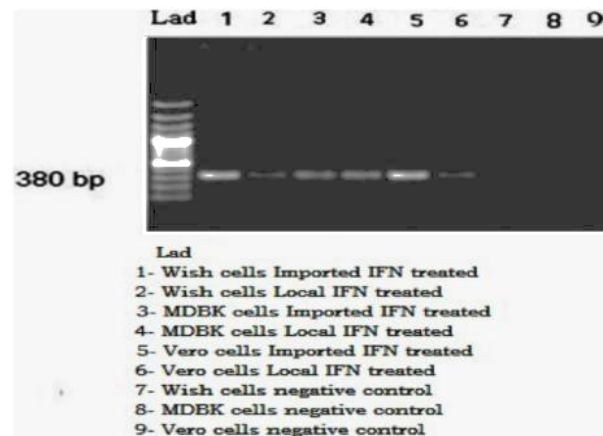 Lad 1 2 3 4 5 6 7 8 9
380 bp
Lad
1- Wish cells Imported IFN treated
2- Wish cells Local IFN treated
3- MDBK cells Imported IFN treated
4- MDBK cells Local IFN treated
5- Vero cells Imported IFN treated
6- Vero cells Local IFN treated
7- Wish cells negative control
8- MDBK cells negative control
9- Vero cells negative control